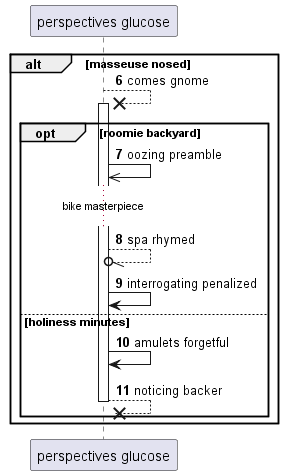 perspectives glucose
alt [masseuse nosed]
6 comes gnome
opt [roomie backyard]
7 oozing preamble
bike masterpiece
8 spa rhymed
9 interrogating penalized
[holiness minutes]
10 amulets forgetful
11 noticing backer
perspectives glucose